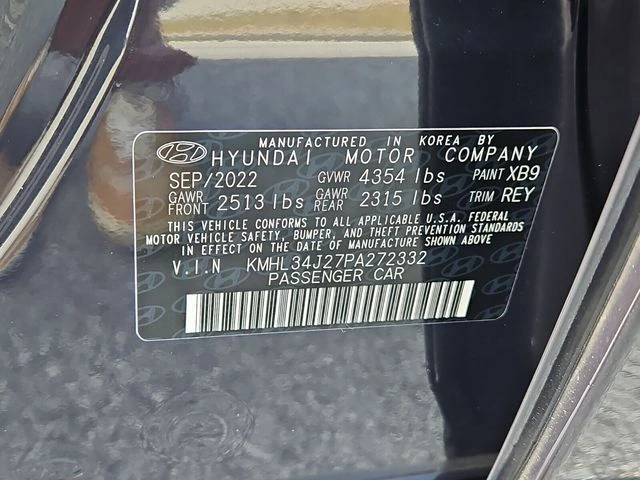 MANUFACTURED IN KOREA BY
HYUNDAI MOTOR COMPANY
SEP/2022 GVWR 4354 lbs PAINT XB9
GAWR FRONT 2513 lbs GAWR REAR 2315 lbs TRIM REY
THIS VEHICLE CONFORMS TO ALL APPLICABLE U.S.A. FEDERAL
MOTOR VEHICLE SAFETY, BUMPER, AND THEFT PREVENTION STANDARDS
IN EFFECT ON THE DATE OF MANUFACTURE SHOWN ABOVE
V.I.N KMHL34J27PA272332
PASSENGER CAR